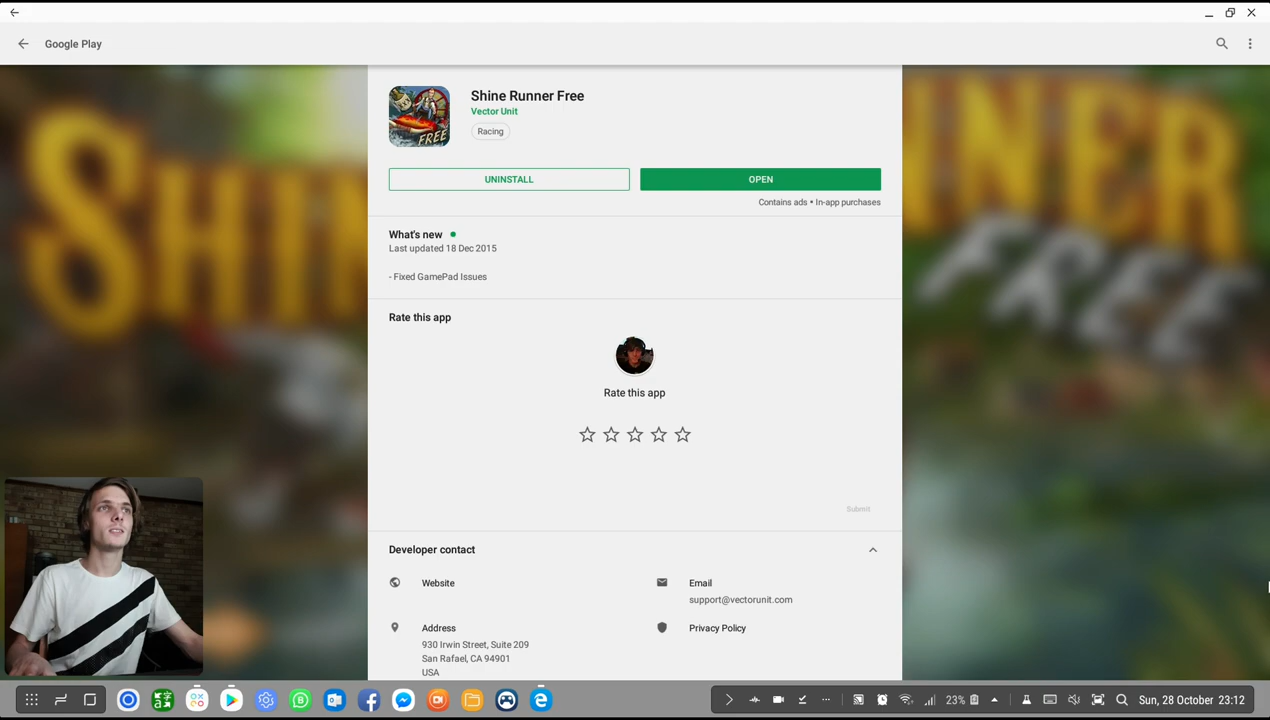 Google Play
Shine Runner Free
Vector Unit
Racing
FREE
UNINSTALL
OPEN
Contains ads • In-app purchases
What's new
Last updated 18 Dec 2015
- Fixed GamePad Issues
Rate this app
Rate this app
Submit
Developer contact
Website
Email
support@vectorunit.com
Address
Privacy Policy
930 Irwin Street, Suite 209
San Rafael, CA 94901
USA
SHIN
NNER
FREE
23%
Sun, 28 October 23:12